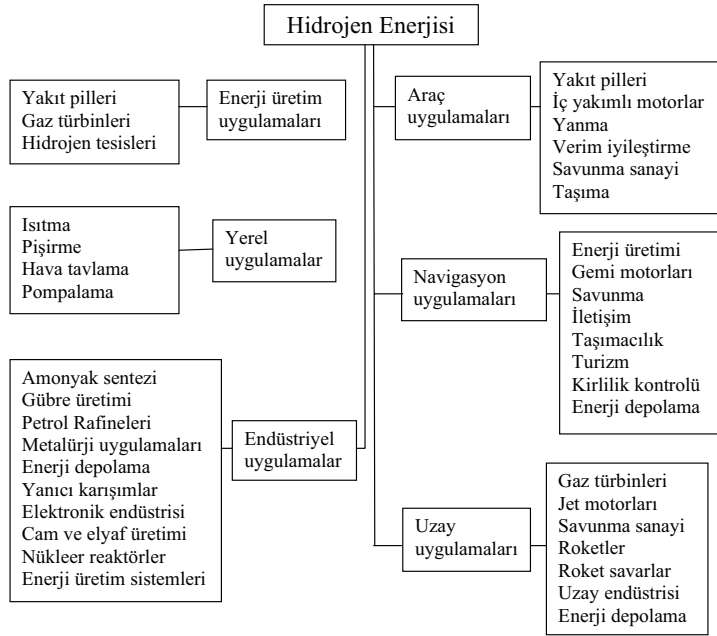 Hidrojen Enerjisi
Yakıt pilleri
Gaz türbinleri
Hidrojen tesisleri
Enerji üretim
uygulamaları
Araç
uygulamaları
Yakıt pilleri
İç yakımlı motorlar
Yanma
Verim iyileştirme
Savunma sanayi
Taşıma
Isıtma
Pişirme
Hava tavlama
Pompalama
Yerel
uygulamalar
Navigasyon
uygulamaları
Enerji üretimi
Gemi motorları
Savunma
İletişim
Taşımacılık
Turizm
Kirlilik kontrolü
Enerji depolama
Amonyak sentezi
Gübre üretimi
Petrol Rafineleri
Metalürji uygulamaları
Enerji depolama
Yanıcı karışımlar
Elektronik endüstrisi
Cam ve elyaf üretimi
Nükleer reaktörler
Enerji üretim sistemleri
Endüstriyel
uygulamalar
Uzay
uygulamaları
Gaz türbinleri
Jet motorları
Savunma sanayi
Roketler
Roket savarlar
Uzay endüstrisi
Enerji depolama